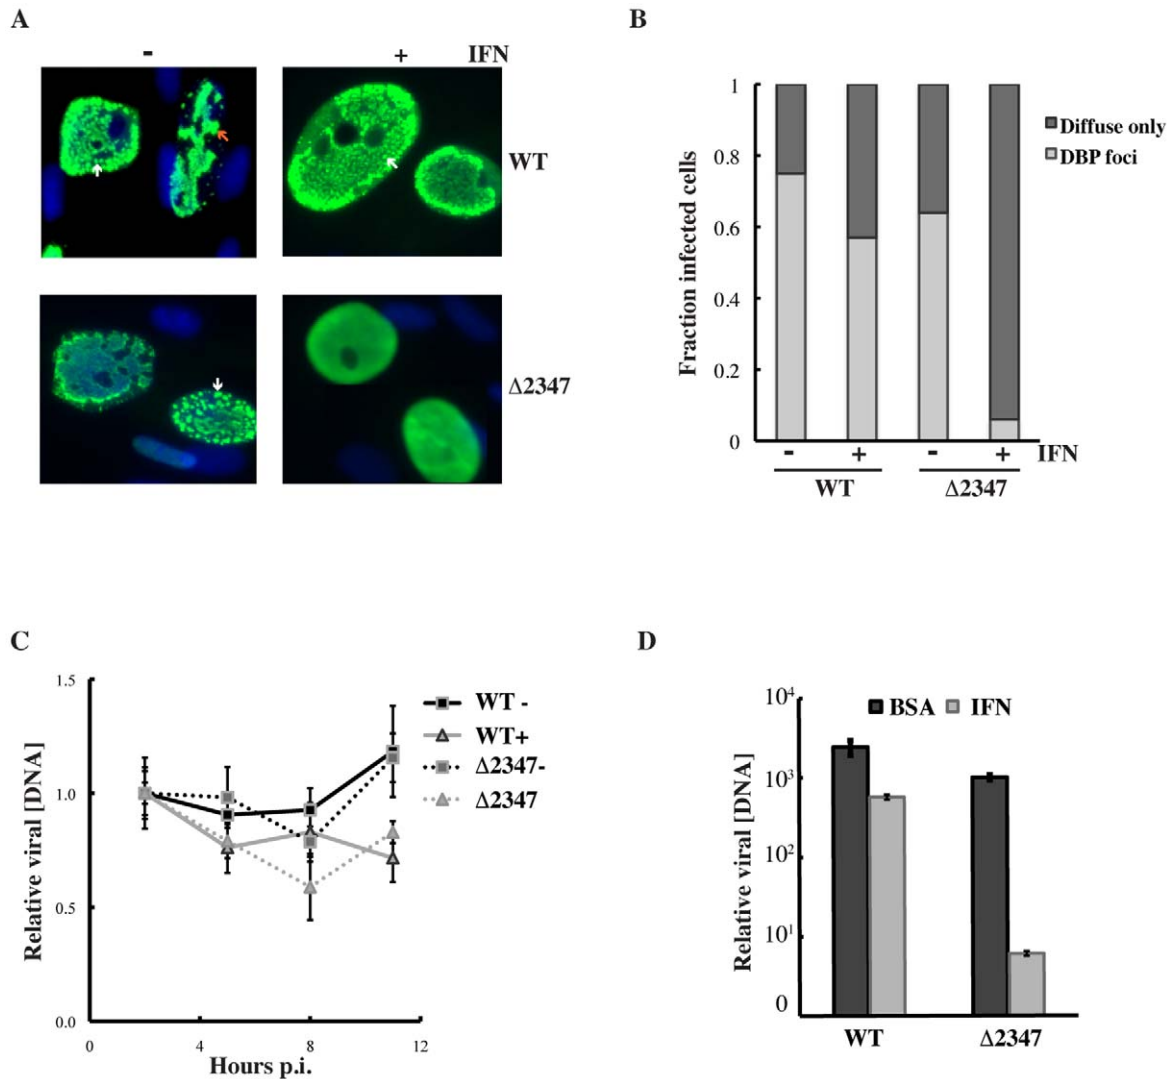 A
- + IFN
WT
Δ2347
B
1
0.8
0.6
0.4
0.2
0
Fraction infected cells
Diffuse only
DBP foci
- + - + IFN
WT Δ2347
C
1.5
1.0
0.5
0.0
Relative viral [DNA]
0 4 8 12
Hours p.i.
WT -
WT+
Δ2347-
Δ2347
D
10⁴
10³
10²
10¹
0
Relative viral [DNA]
BSA IFN
WT Δ2347